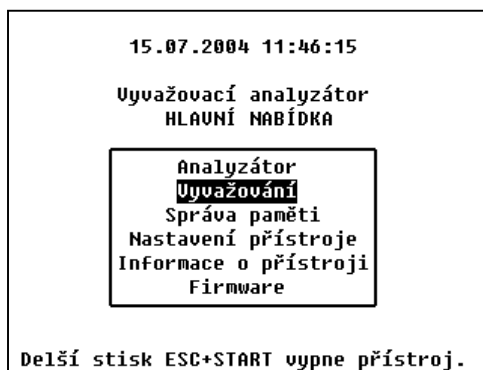 15.07.2004 11:46:15
Vyvažovací analyzátor
HLAVNÍ NABÍDKA
Analyzátor
Vyvažování
Správa paměti
Nastavení přístroje
Informace o přístroji
Firmware
Delší stisk ESC+START vypne přístroj.